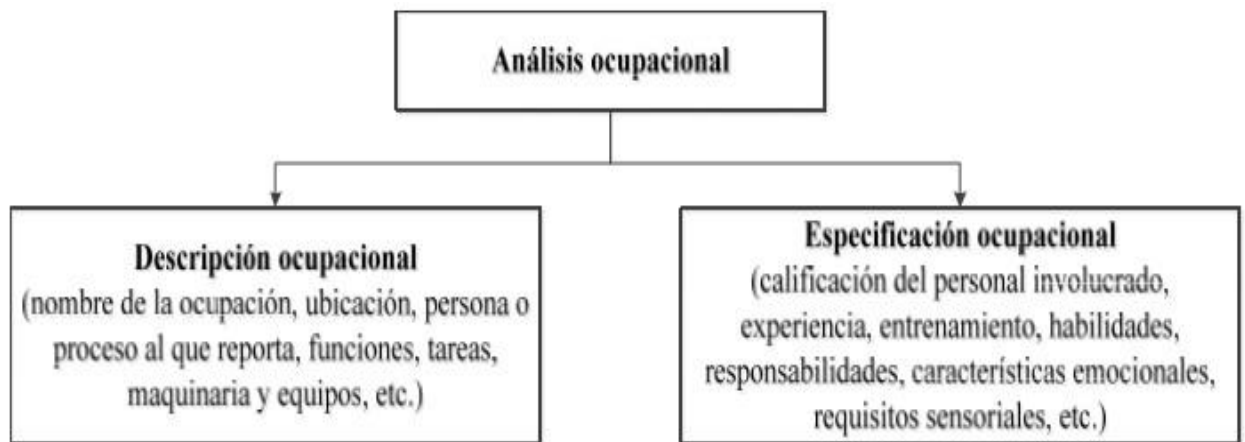 Análisis ocupacional
Descripción ocupacional
(nombre de la ocupación, ubicación, persona o
proceso al que reporta, funciones, tareas,
maquinaria y equipos, etc.)
Especificación ocupacional
(calificación del personal involucrado,
experiencia, entrenamiento, habilidades,
responsabilidades, características emocionales,
requisitos sensoriales, etc.)